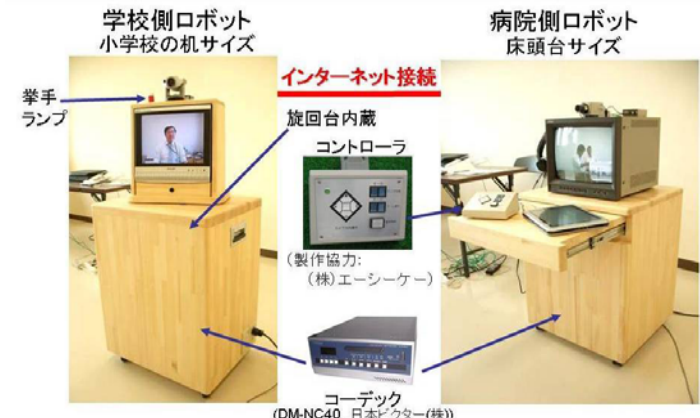 学校側ロボット
小学校の机サイズ
病院側ロボット
床頭台サイズ
インターネット接続
挙手
ランプ
旋回台内蔵
コントローラ
(製作協力:
(株)エーシーケー)
コーデック
(DM-NC40 日本ビクター(株))